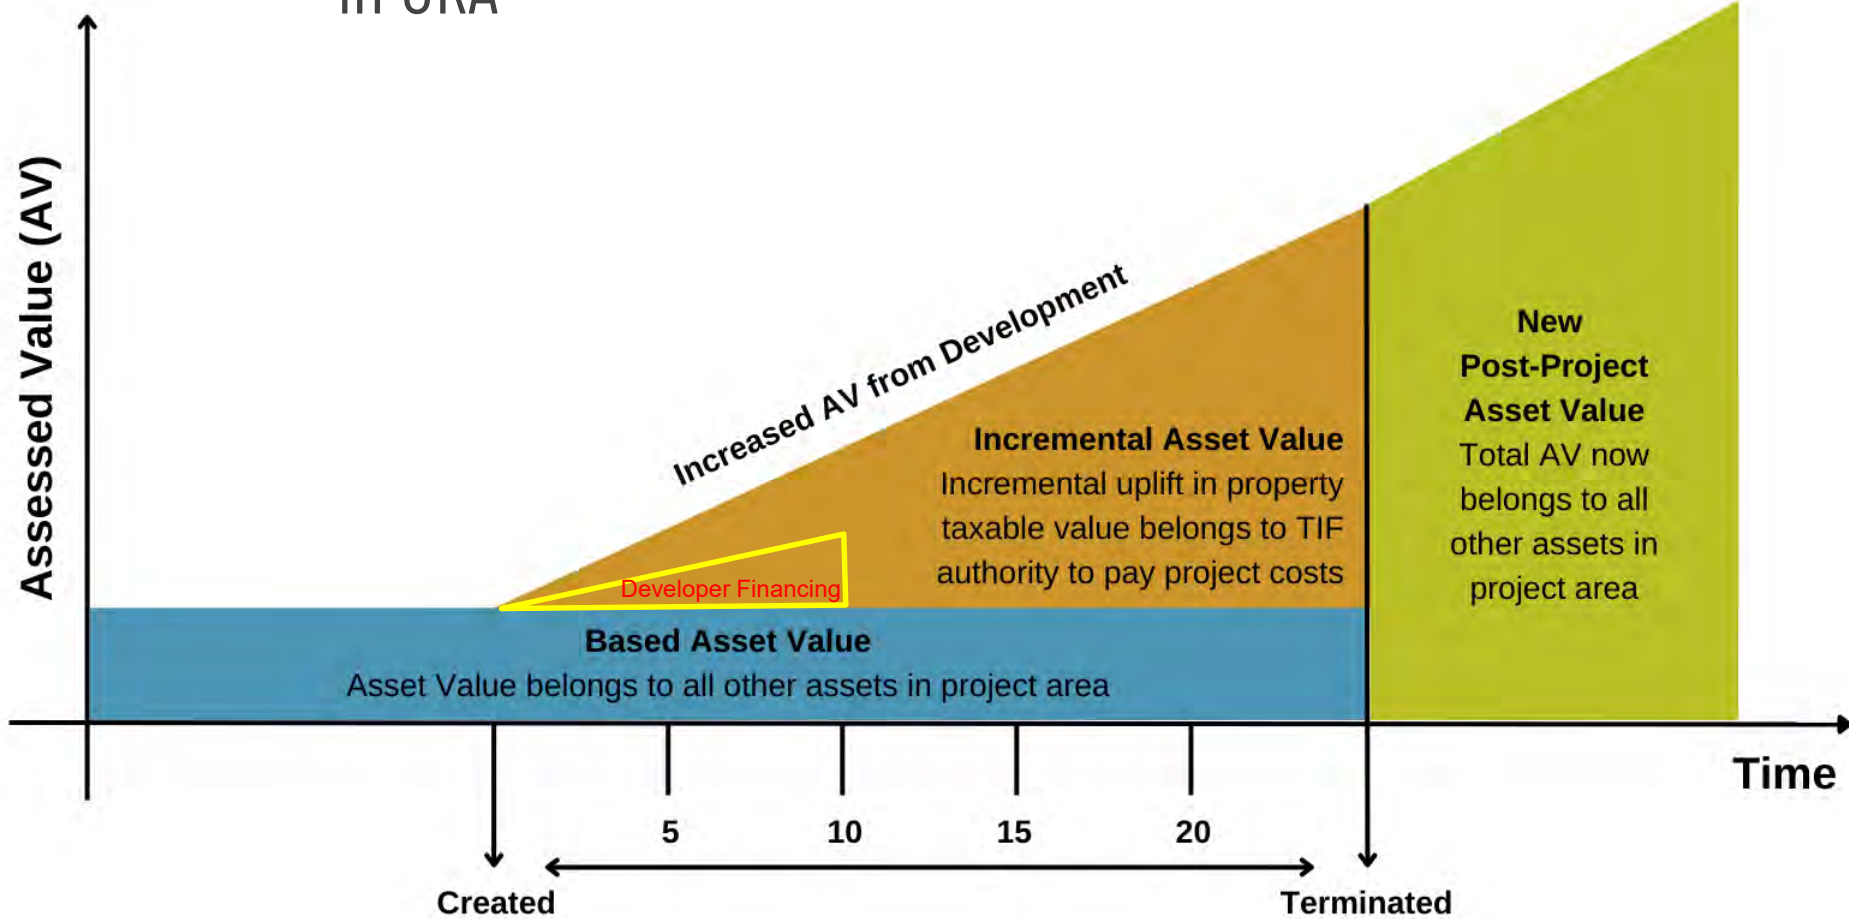 in URA
Assessed Value (AV)
Increased AV from Development
Incremental Asset Value
Incremental uplift in property
taxable value belongs to TIF
authority to pay project costs
New
Post-Project
Asset Value
Total AV now
belongs to all
other assets in
project area
Developer Financing
Based Asset Value
Asset Value belongs to all other assets in project area
Time
5
10
15
20
Created
Terminated